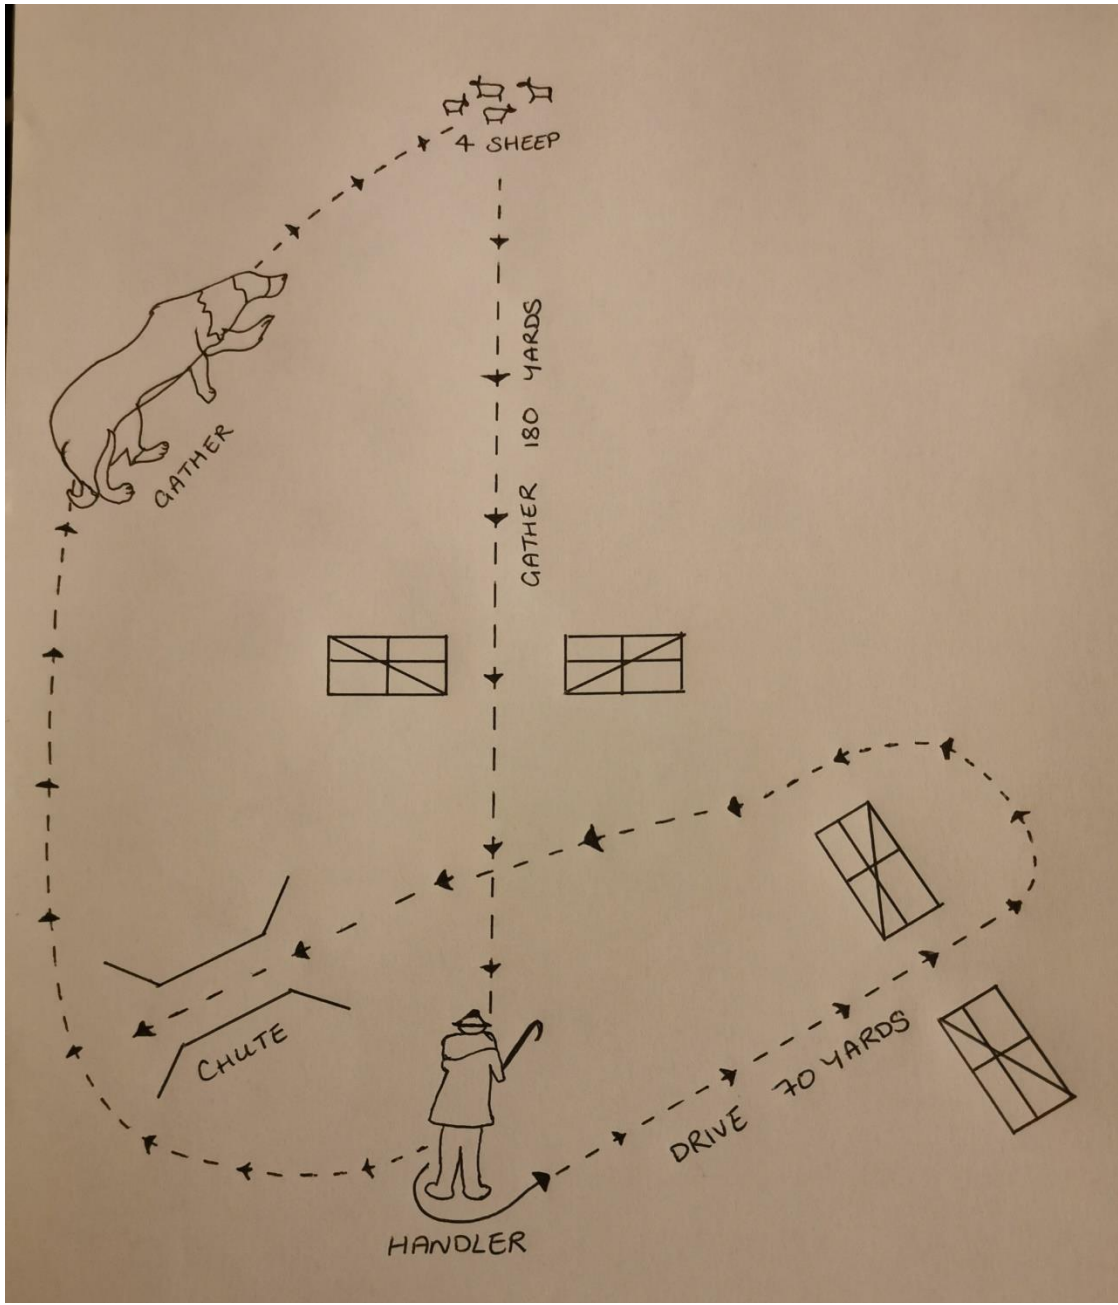 4 SHEEP
GATHER 180 YARDS
GATHER
CHUTE
DRIVE 70 YARDS
HANDLER